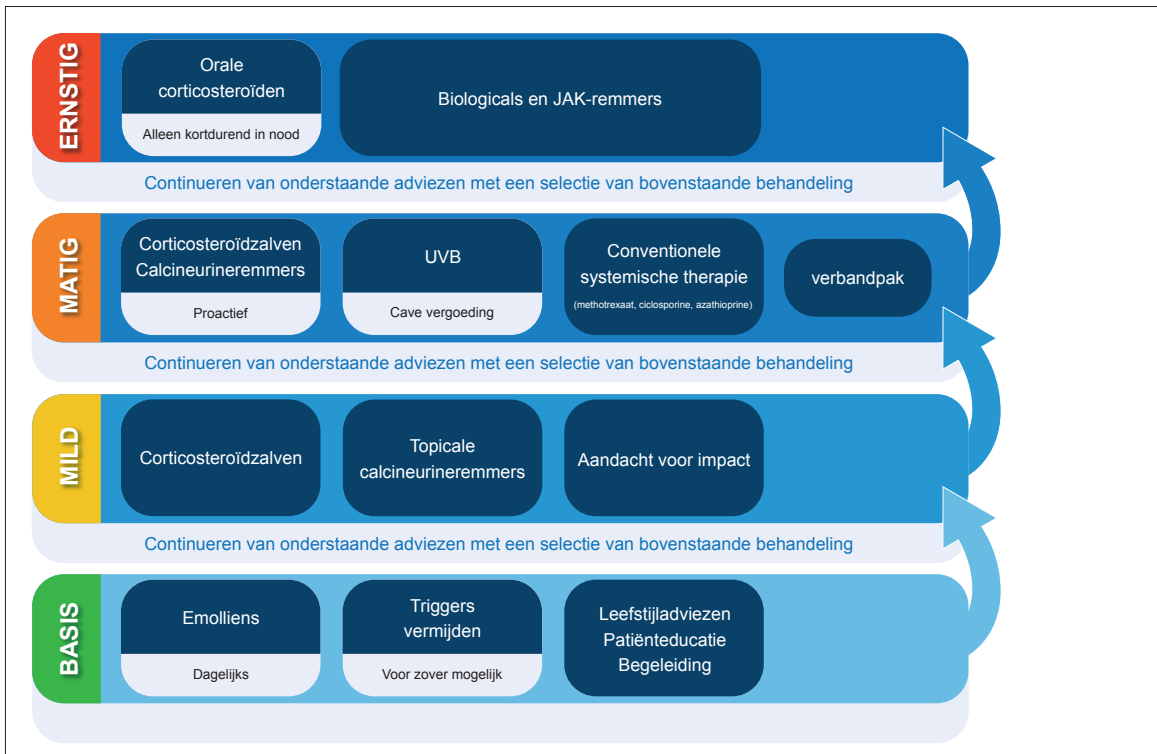 ERNSTIG
Orale
corticosteroïden
Alleen kortdurend in nood
Biologicals en JAK-remmers
Continueren van onderstaande adviezen met een selectie van bovenstaande behandeling
MATIG
Corticosteroïdzalven
Calcineurineremmers
Proactief
UVB
Cave vergoeding
Conventionele
systemische therapie
(methotrexaat, ciclosporine, azathioprine)
verbandpak
Continueren van onderstaande adviezen met een selectie van bovenstaande behandeling
MILD
Corticosteroïdzalven
Topicale
calcineurineremmers
Aandacht voor impact
Continueren van onderstaande adviezen met een selectie van bovenstaande behandeling
BASIS
Emolliens
Dagelijks
Triggers
vermijden
Voor zover mogelijk
Leefstijladviezen
Patiënteducatie
Begeleiding